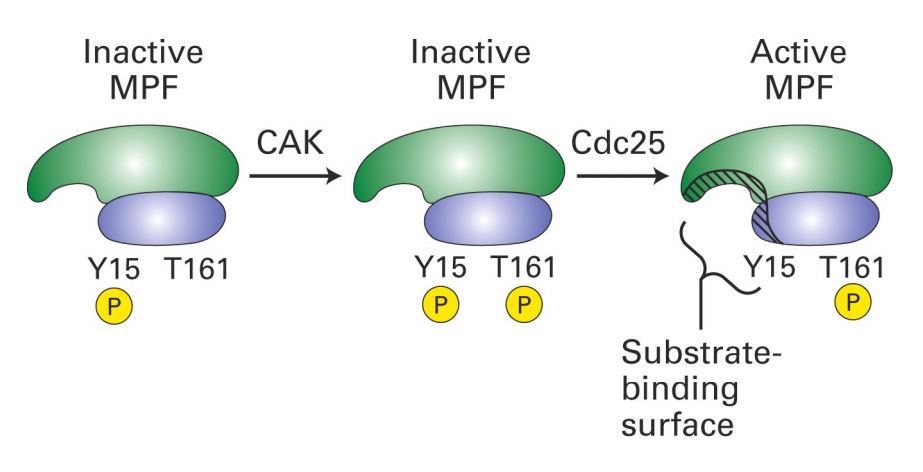 Inactive
MPF
CAK
Inactive
MPF
Cdc25
Active
MPF
Y15 T161
P
Y15 T161
P P
Y15 T161
P
Substrate-
binding
surface